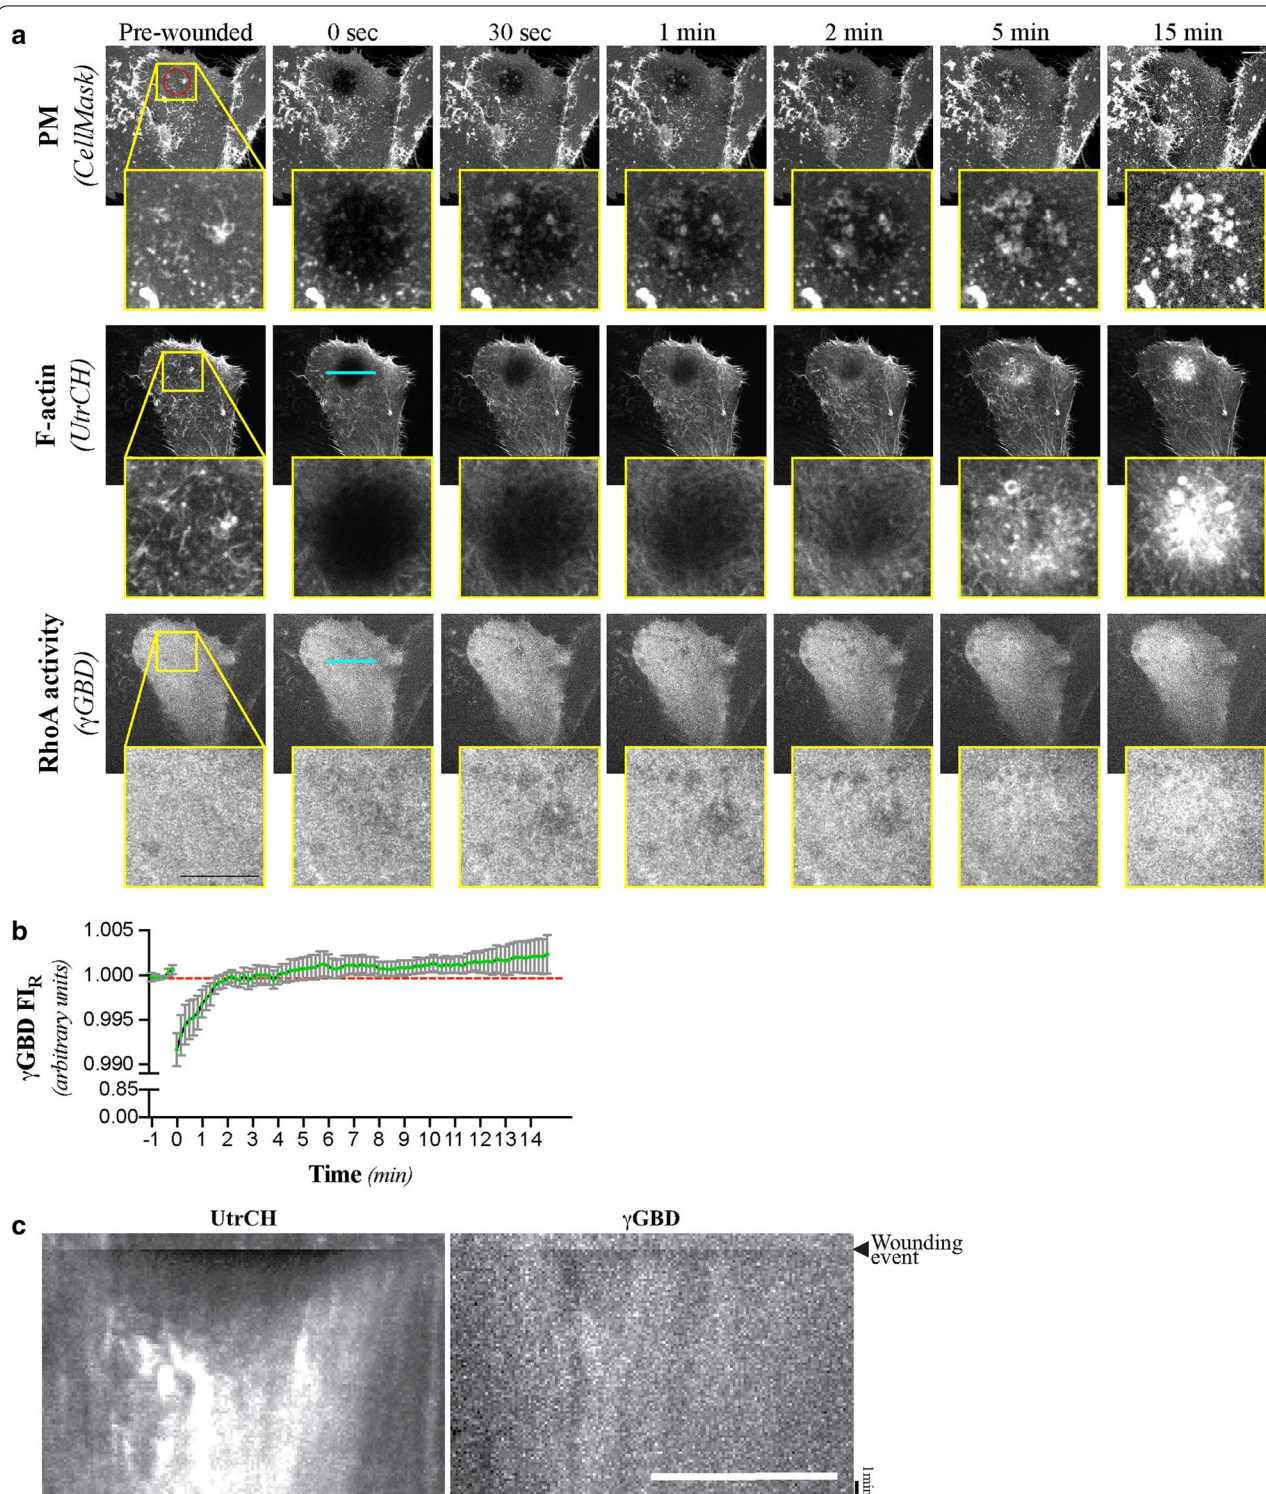 a
Pre-wounded 0 sec 30 sec 1 min 2 min 5 min 15 min
PM
(CellMask)
F-actin
(UtrCH)
RhoA activity
(γGBD)
b
γGBD FI_R
(arbitrary units)
1.005
1.000
0.995
0.990
0.85
0.00
-1 0 1 2 3 4 5 6 7 8 9 10 11 12 13 14
Time (min)
c
UtrCH γGBD
Wounding
event
1min